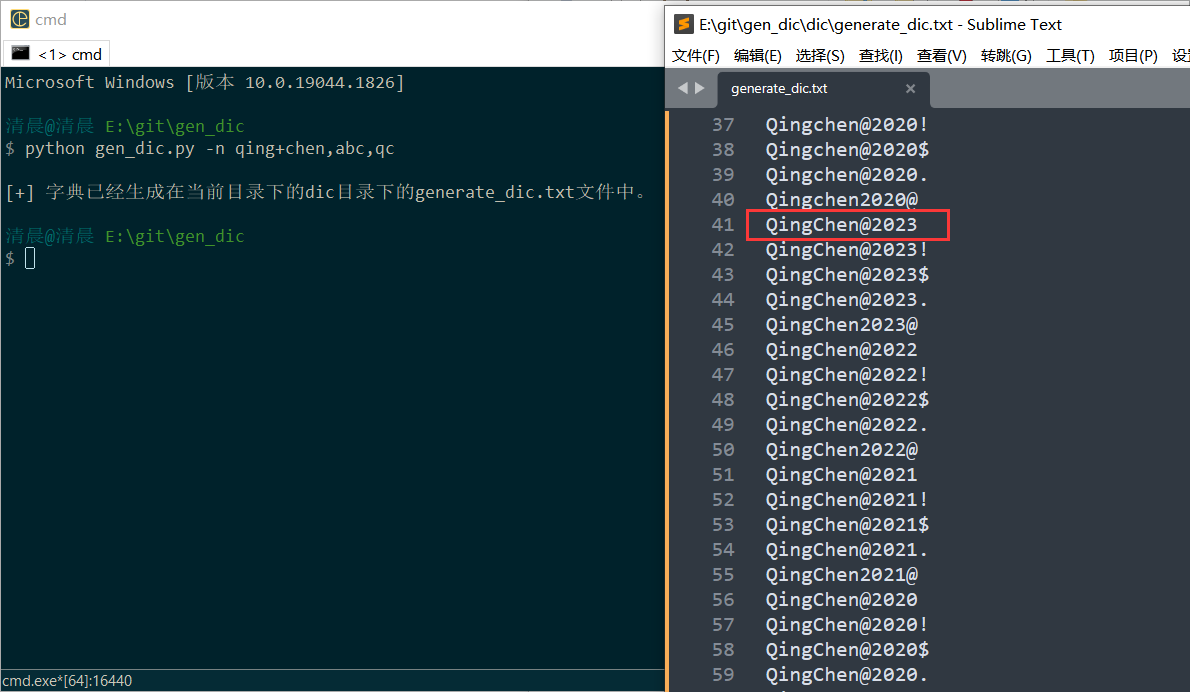 cmd
<1> cmd
Microsoft Windows [版本 10.0.19044.1826]
清晨@清晨 E:\git\gen_dic
$ python gen_dic.py -n qing+chen,abc,qc
[+] 字典已经生成在当前目录下的dic目录下的generate_dic.txt文件中。
清晨@清晨 E:\git\gen_dic
$
cmd.exe*[64]:16440
E:\git\gen_dic\dic\generate_dic.txt - Sublime Text
文件(F) 编辑(E) 选择(S) 查找(I) 查看(V) 转跳(G) 工具(T) 项目(P)
generate_dic.txt ×
37 Qingchen@2020!
38 Qingchen@2020$
39 Qingchen@2020.
40 Qingchen2020@
41 QingChen@2023
42 QingChen@2023!
43 QingChen@2023$
44 QingChen@2023.
45 QingChen2023@
46 QingChen@2022
47 QingChen@2022!
48 QingChen@2022$
49 QingChen@2022.
50 QingChen2022@
51 QingChen@2021
52 QingChen@2021!
53 QingChen@2021$
54 QingChen@2021.
55 QingChen2021@
56 QingChen@2020
57 QingChen@2020!
58 QingChen@2020$
59 QingChen@2020.